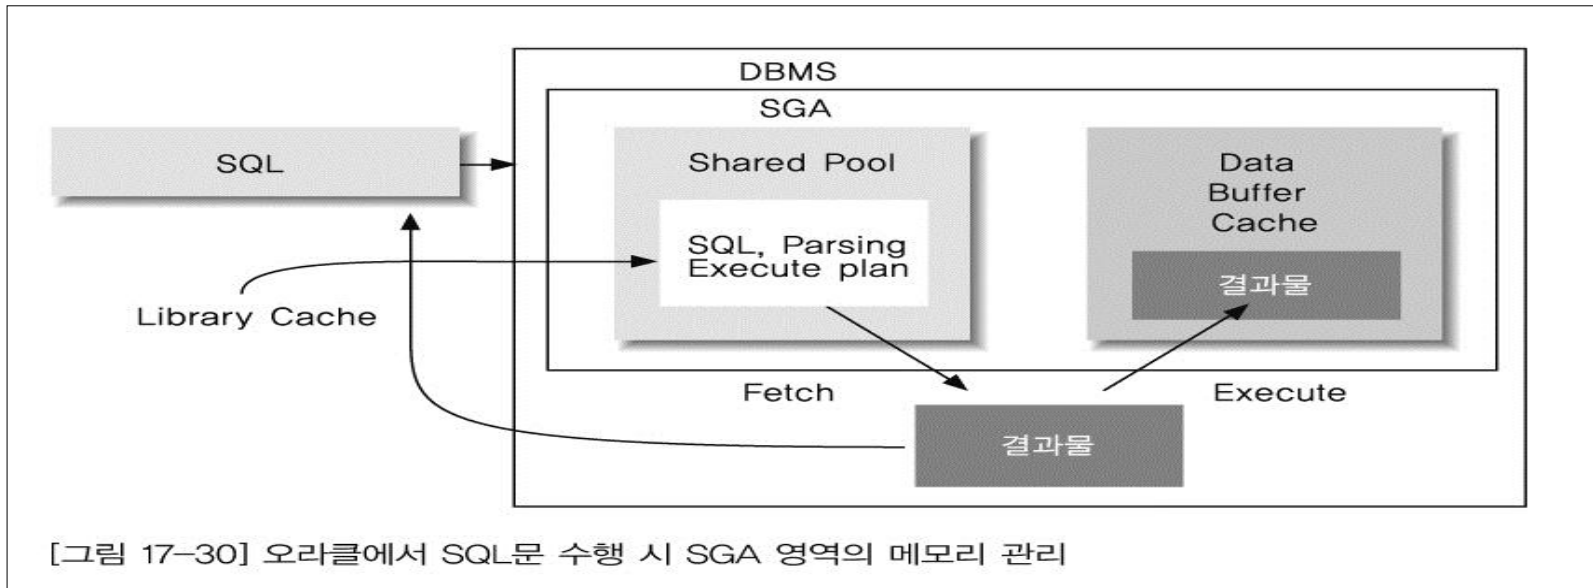 DBMS
SGA
SQL
Shared Pool
SQL, Parsing
Execute plan
Data
Buffer
Cache
결과물
Library Cache
Fetch
Execute
결과물
[그림 17-30] 오라클에서 SQL문 수행 시 SGA 영역의 메모리 관리